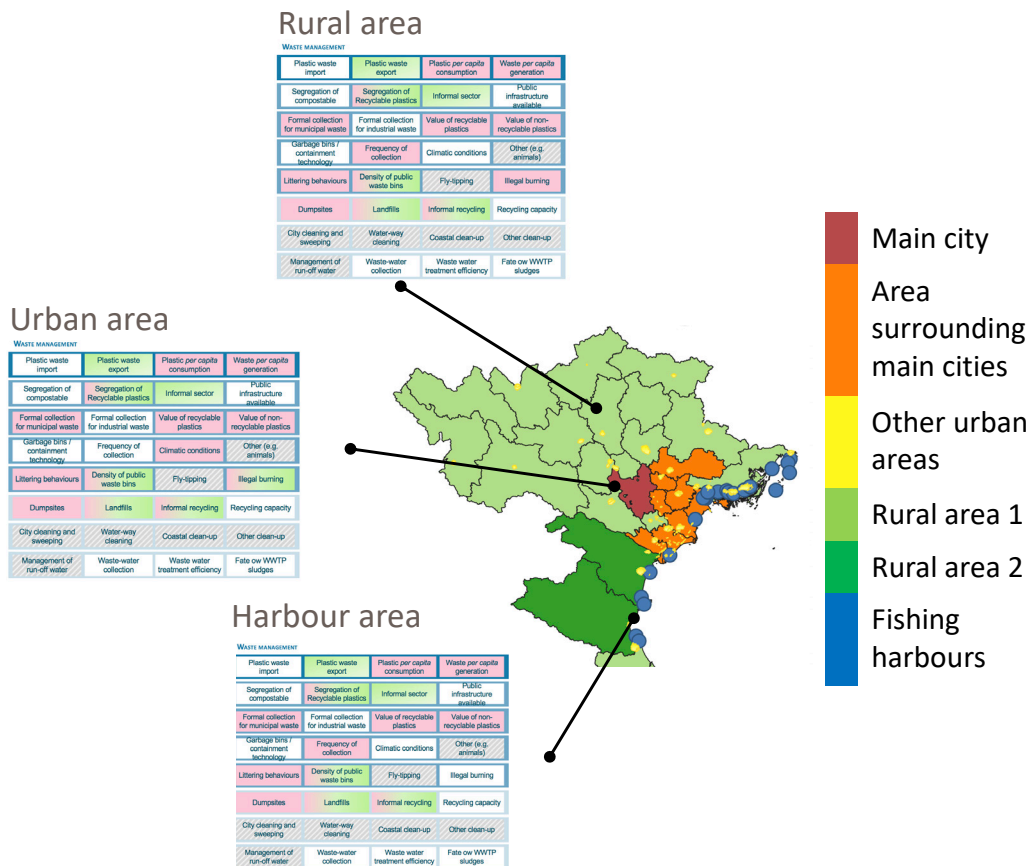 Rural area
WASTE MANAGEMENT
Plastic waste import
Plastic waste export
Plastic per capita consumption
Waste per capita generation
Segregation of compostable
Segregation of Recyclable plastics
Informal sector
Public infrastructure available
Formal collection for municipal waste
Formal collection for industrial waste
Value of recyclable plastics
Value of non-recyclable plastics
Garbage bins / containment technology
Frequency of collection
Climatic conditions
Other (e.g. animals)
Littering behaviours
Density of public waste bins
Fly-tipping
Illegal burning
Dumpsites
Landfills
Informal recycling
Recycling capacity
City cleaning and sweeping
Water-way cleaning
Coastal clean-up
Other clean-up
Management of run-off water
Waste-water collection
Waste water treatment efficiency
Fate ow WWTP sludges
Urban area
WASTE MANAGEMENT
Plastic waste import
Plastic waste export
Plastic per capita consumption
Waste per capita generation
Segregation of compostable
Segregation of Recyclable plastics
Informal sector
Public infrastructure available
Formal collection for municipal waste
Formal collection for industrial waste
Value of recyclable plastics
Value of non-recyclable plastics
Garbage bins / containment technology
Frequency of collection
Climatic conditions
Other (e.g. animals)
Littering behaviours
Density of public waste bins
Fly-tipping
Illegal burning
Dumpsites
Landfills
Informal recycling
Recycling capacity
City cleaning and sweeping
Water-way cleaning
Coastal clean-up
Other clean-up
Management of run-off water
Waste-water collection
Waste water treatment efficiency
Fate ow WWTP sludges
Harbour area
WASTE MANAGEMENT
Plastic waste import
Plastic waste export
Plastic per capita consumption
Waste per capita generation
Segregation of compostable
Segregation of Recyclable plastics
Informal sector
Public infrastructure available
Formal collection for municipal waste
Formal collection for industrial waste
Value of recyclable plastics
Value of non-recyclable plastics
Garbage bins / containment technology
Frequency of collection
Climatic conditions
Other (e.g. animals)
Littering behaviours
Density of public waste bins
Fly-tipping
Illegal burning
Dumpsites
Landfills
Informal recycling
Recycling capacity
City cleaning and sweeping
Water-way cleaning
Coastal clean-up
Other clean-up
Management of run-off water
Waste-water collection
Waste water treatment efficiency
Fate ow WWTP sludges
Main city
Area
surrounding
main cities
Other urban
areas
Rural area 1
Rural area 2
Fishing
harbours